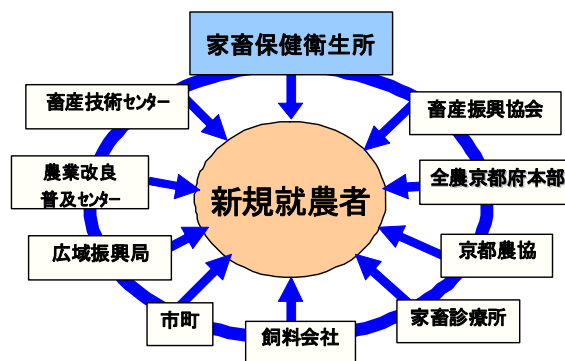 家畜保健衛生所
畜産技術センター
畜産振興協会
農業改良
普及センター
全農京都府本部
新規就農者
広域振興局
京都農協
市町
飼料会社
家畜診療所